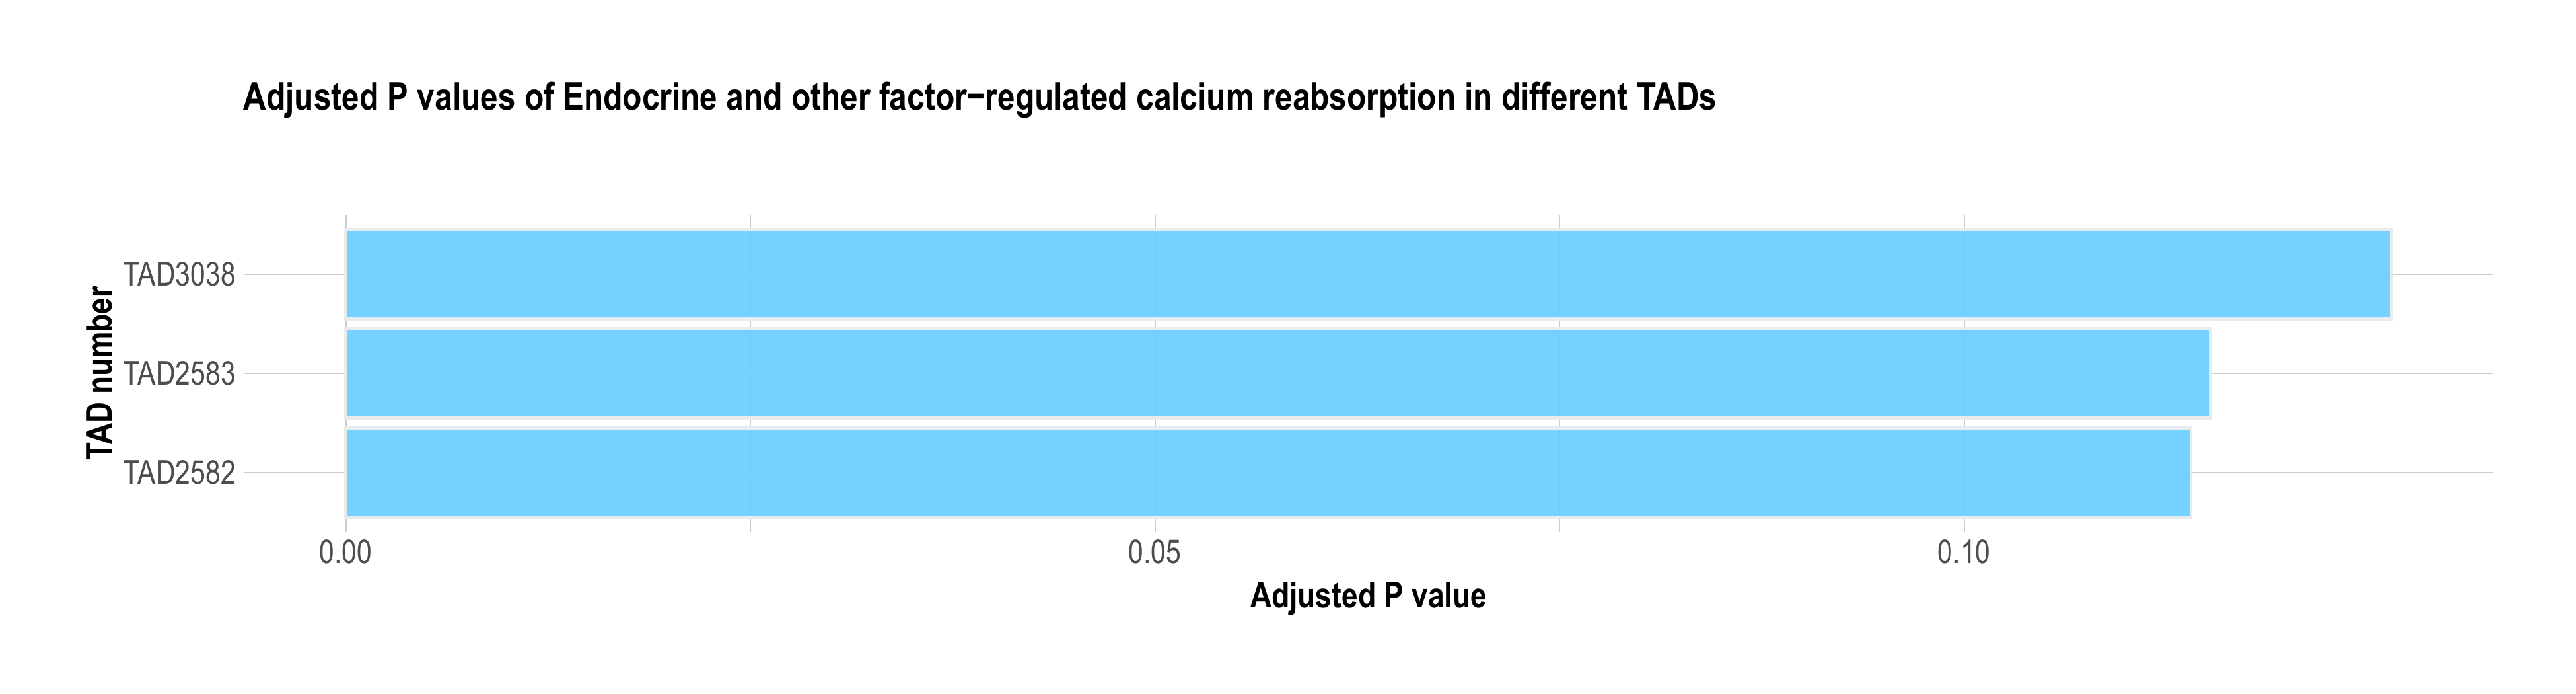 Adjusted P values of Endocrine and other factor−regulated calcium reabsorption in different TADs
TAD number
TAD3038
TAD2583
TAD2582
0.00 0.05 0.10
Adjusted P value